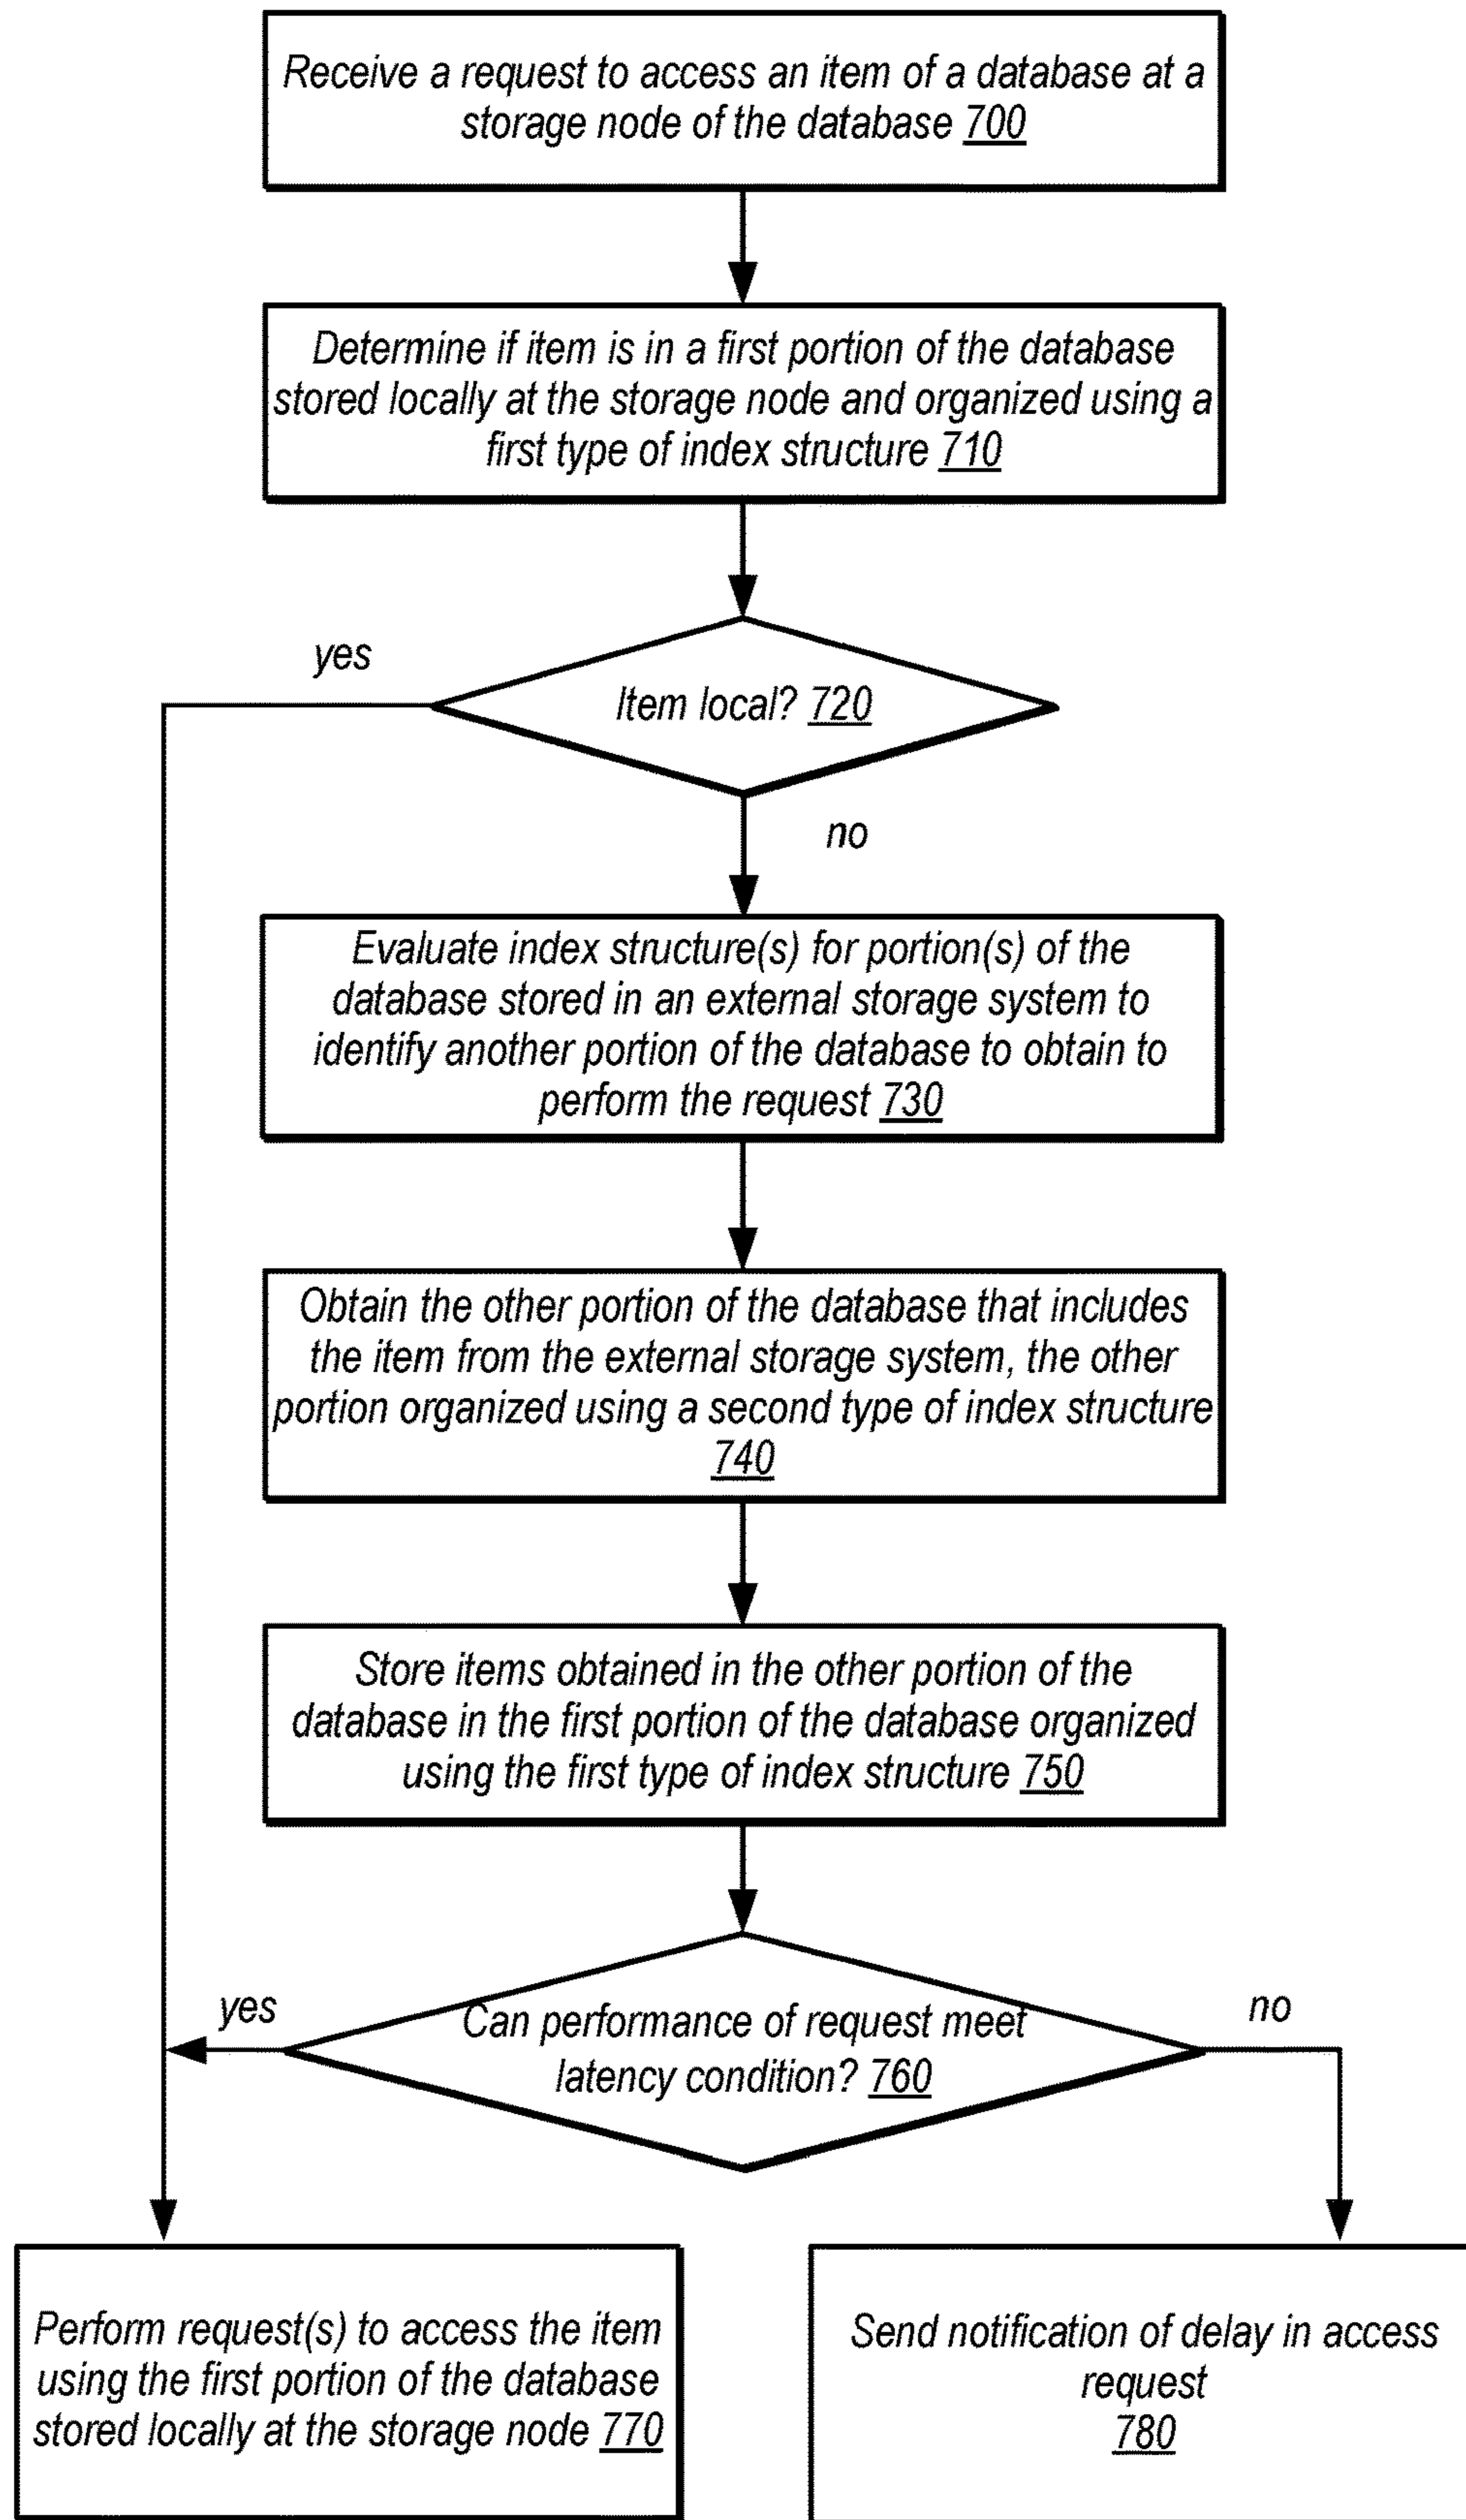 Receive a request to access an item of a database at a
storage node of the database 700
Determine if item is in a first portion of the database
stored locally at the storage node and organized using a
first type of index structure 710
yes
Item local? 720
no
Evaluate index structure(s) for portion(s) of the
database stored in an external storage system to
identify another portion of the database to obtain to
perform the request 730
Obtain the other portion of the database that includes
the item from the external storage system, the other
portion organized using a second type of index structure
740
Store items obtained in the other portion of the
database in the first portion of the database organized
using the first type of index structure 750
yes
Can performance of request meet
latency condition? 760
no
Perform request(s) to access the item
using the first portion of the database
stored locally at the storage node 770
Send notification of delay in access
request
780